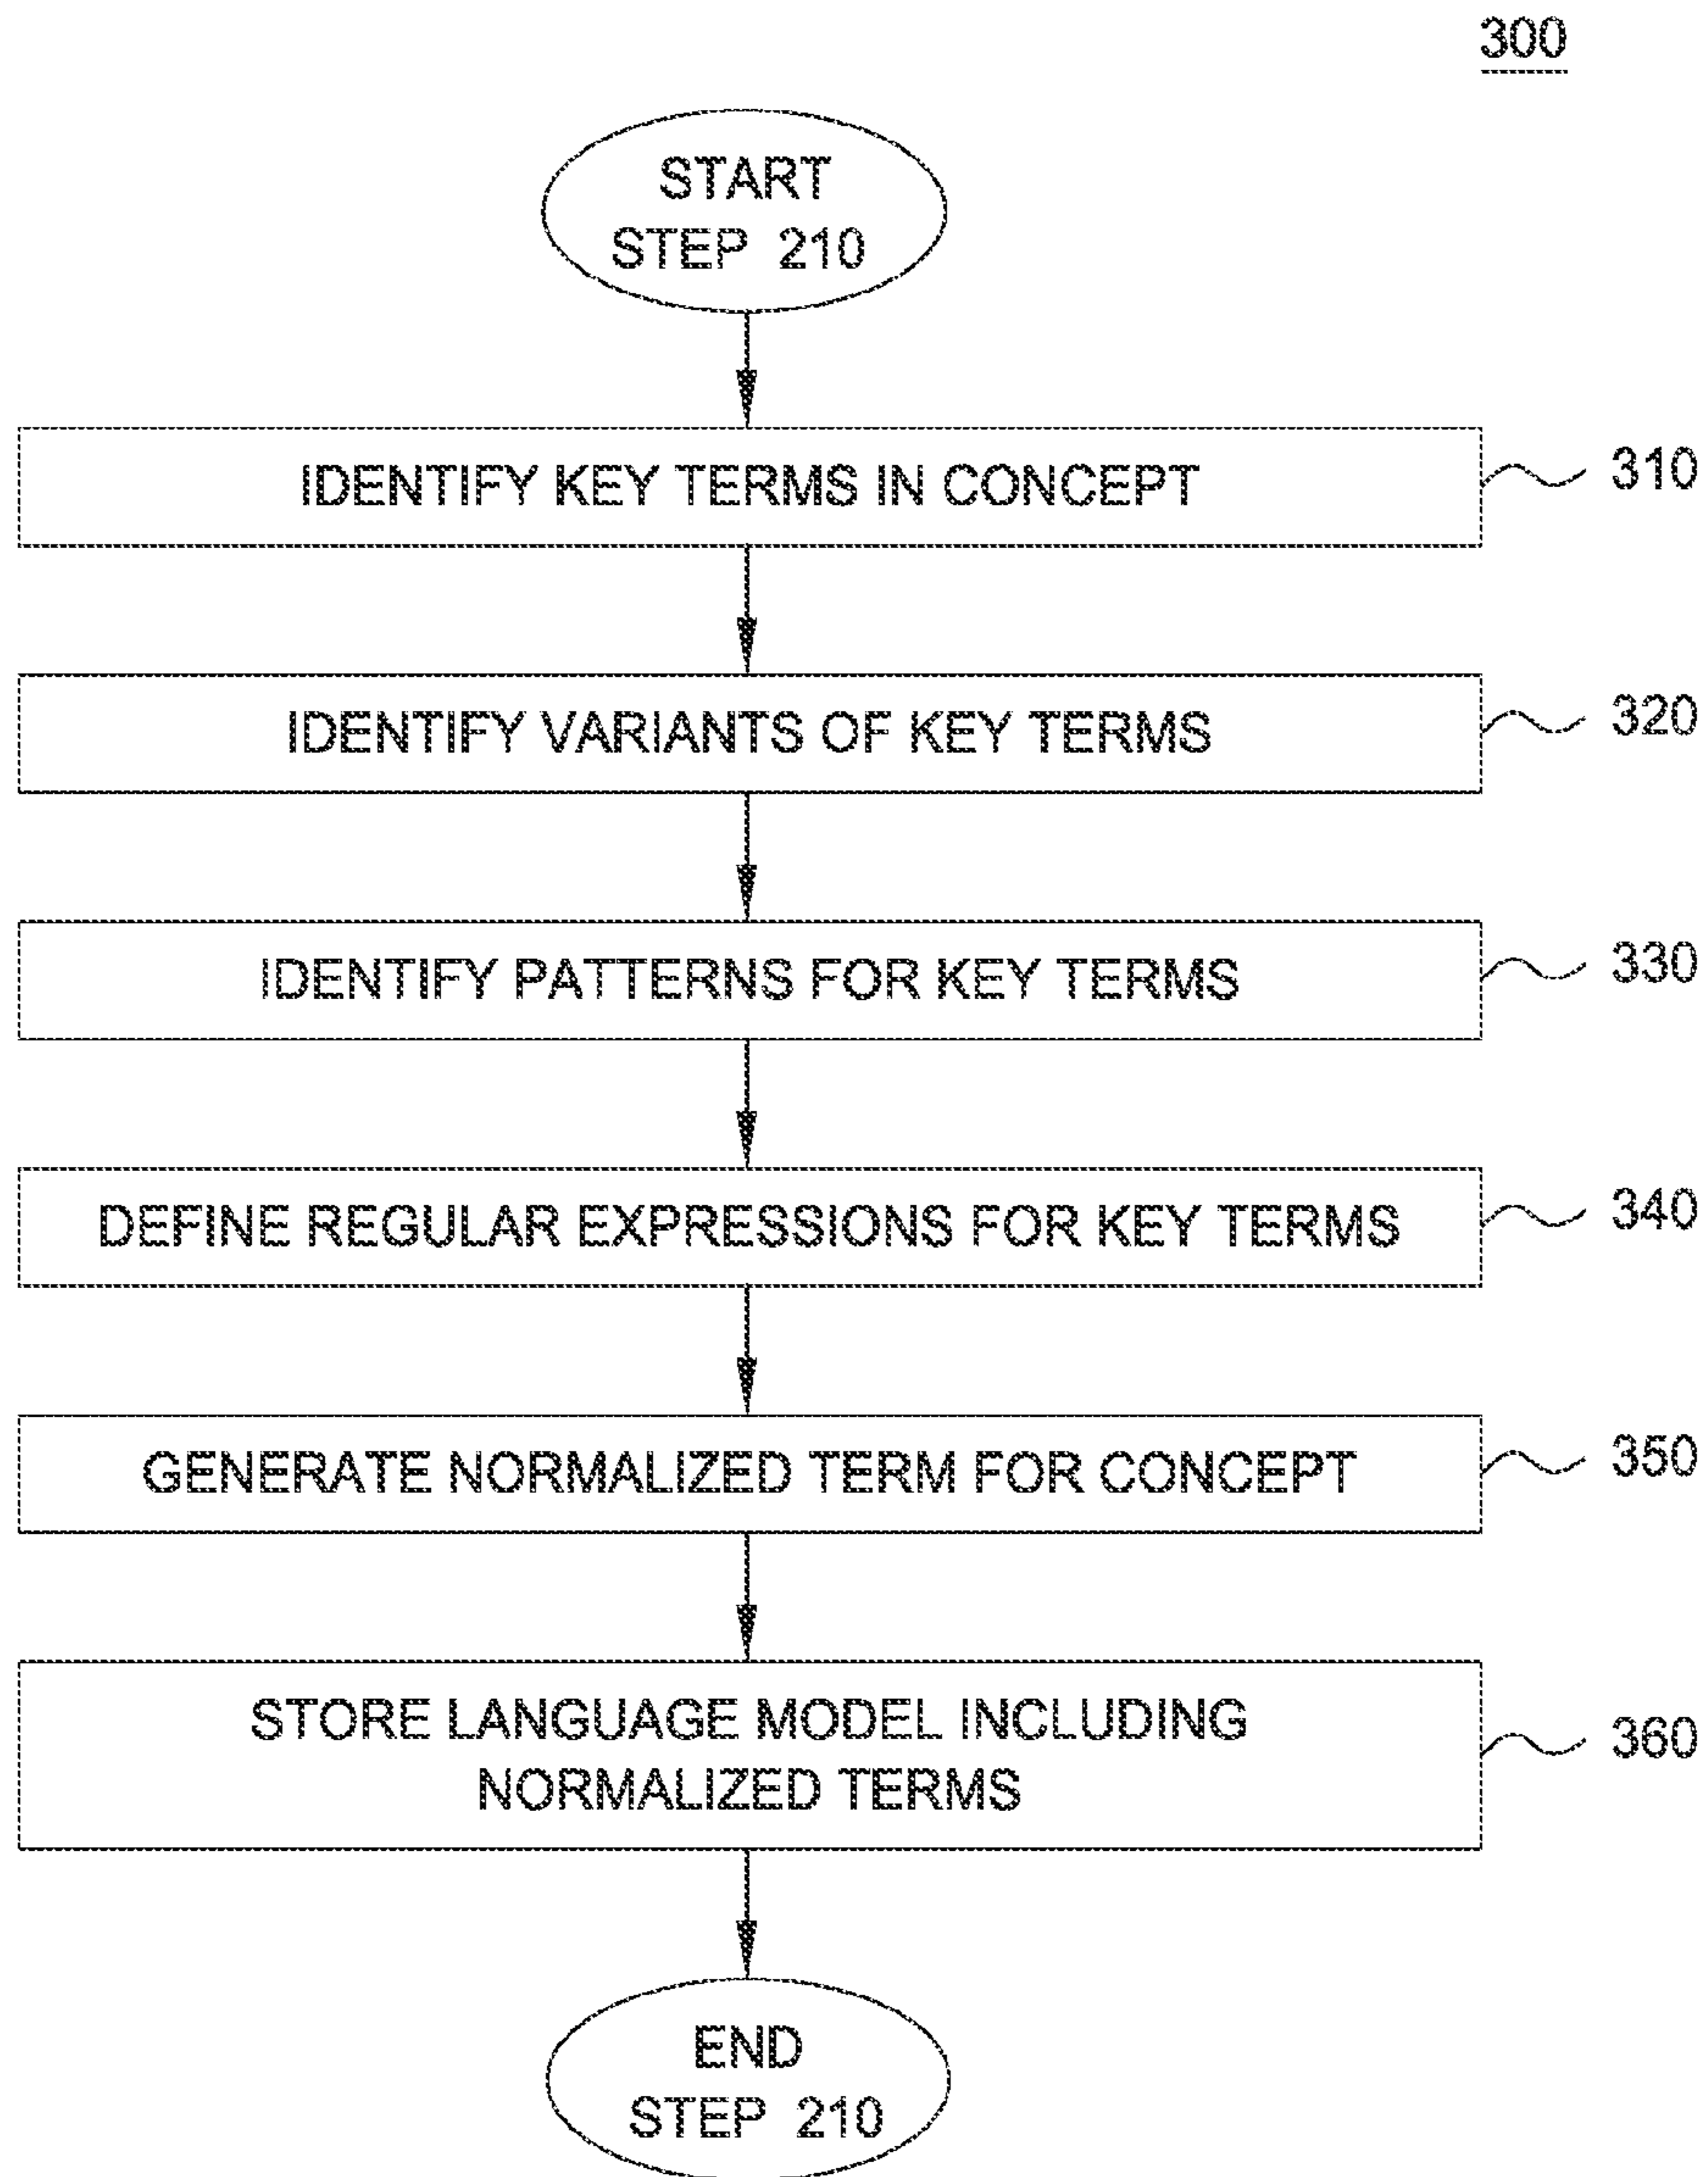 300
START
STEP 210
IDENTIFY KEY TERMS IN CONCEPT
310
IDENTIFY VARIANTS OF KEY TERMS
320
IDENTIFY PATTERNS FOR KEY TERMS
330
DEFINE REGULAR EXPRESSIONS FOR KEY TERMS
340
GENERATE NORMALIZED TERM FOR CONCEPT
350
STORE LANGUAGE MODEL INCLUDING
NORMALIZED TERMS
360
END
STEP 210